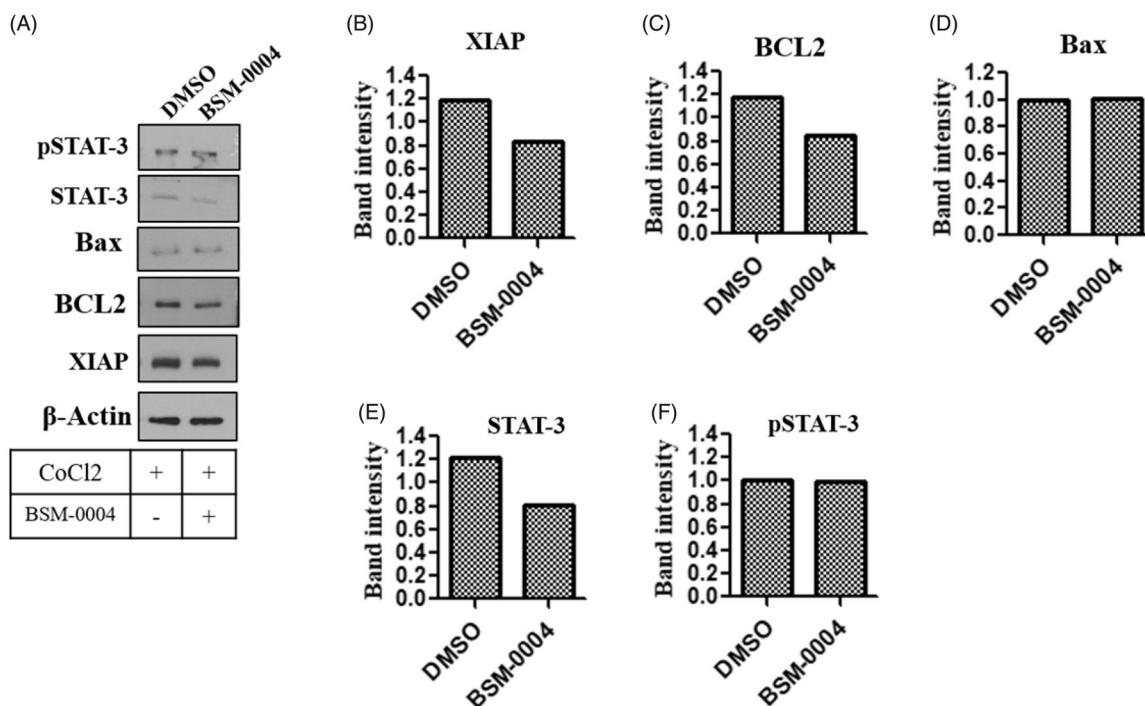 (A)
DMSO
BSM-0004
pSTAT-3
STAT-3
Bax
BCL2
XIAP
β-Actin
CoCl2 + +
BSM-0004 - +
(B)
XIAP
Band intensity
1.4
1.2
1.0
0.8
0.6
0.4
0.2
0.0
DMSO
BSM-0004
(C)
BCL2
Band intensity
1.4
1.2
1.0
0.8
0.6
0.4
0.2
0.0
DMSO
BSM-0004
(D)
Bax
Band intensity
1.2
1.0
0.8
0.6
0.4
0.2
0.0
DMSO
BSM-0004
(E)
STAT-3
Band intensity
1.4
1.2
1.0
0.8
0.6
0.4
0.2
0.0
DMSO
BSM-0004
(F)
pSTAT-3
Band intensity
1.4
1.2
1.0
0.8
0.6
0.4
0.2
0.0
DMSO
BSM-0004